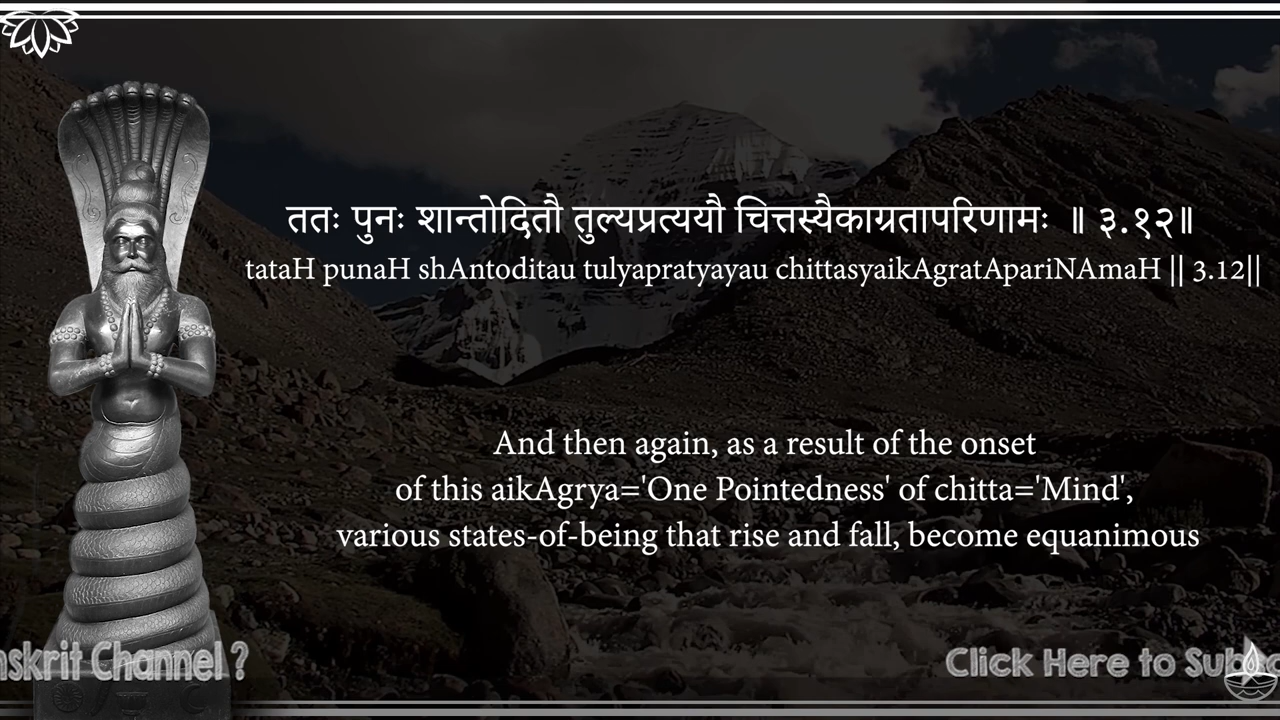 ततः पुनः शान्तोदितौ तुल्यप्रत्ययौ चित्तस्यैकाग्रतापरिणामः ॥ ३.१२॥
tataH punaH shAntoditau tulyapratyayau chittasyaikAgratApariNAmaH || 3.12||
And then again, as a result of the onset
of this aikAgrya='One Pointedness' of chitta='Mind',
various states-of-being that rise and fall, become equanimous
nskrit Channel ? Click Here to Subsc